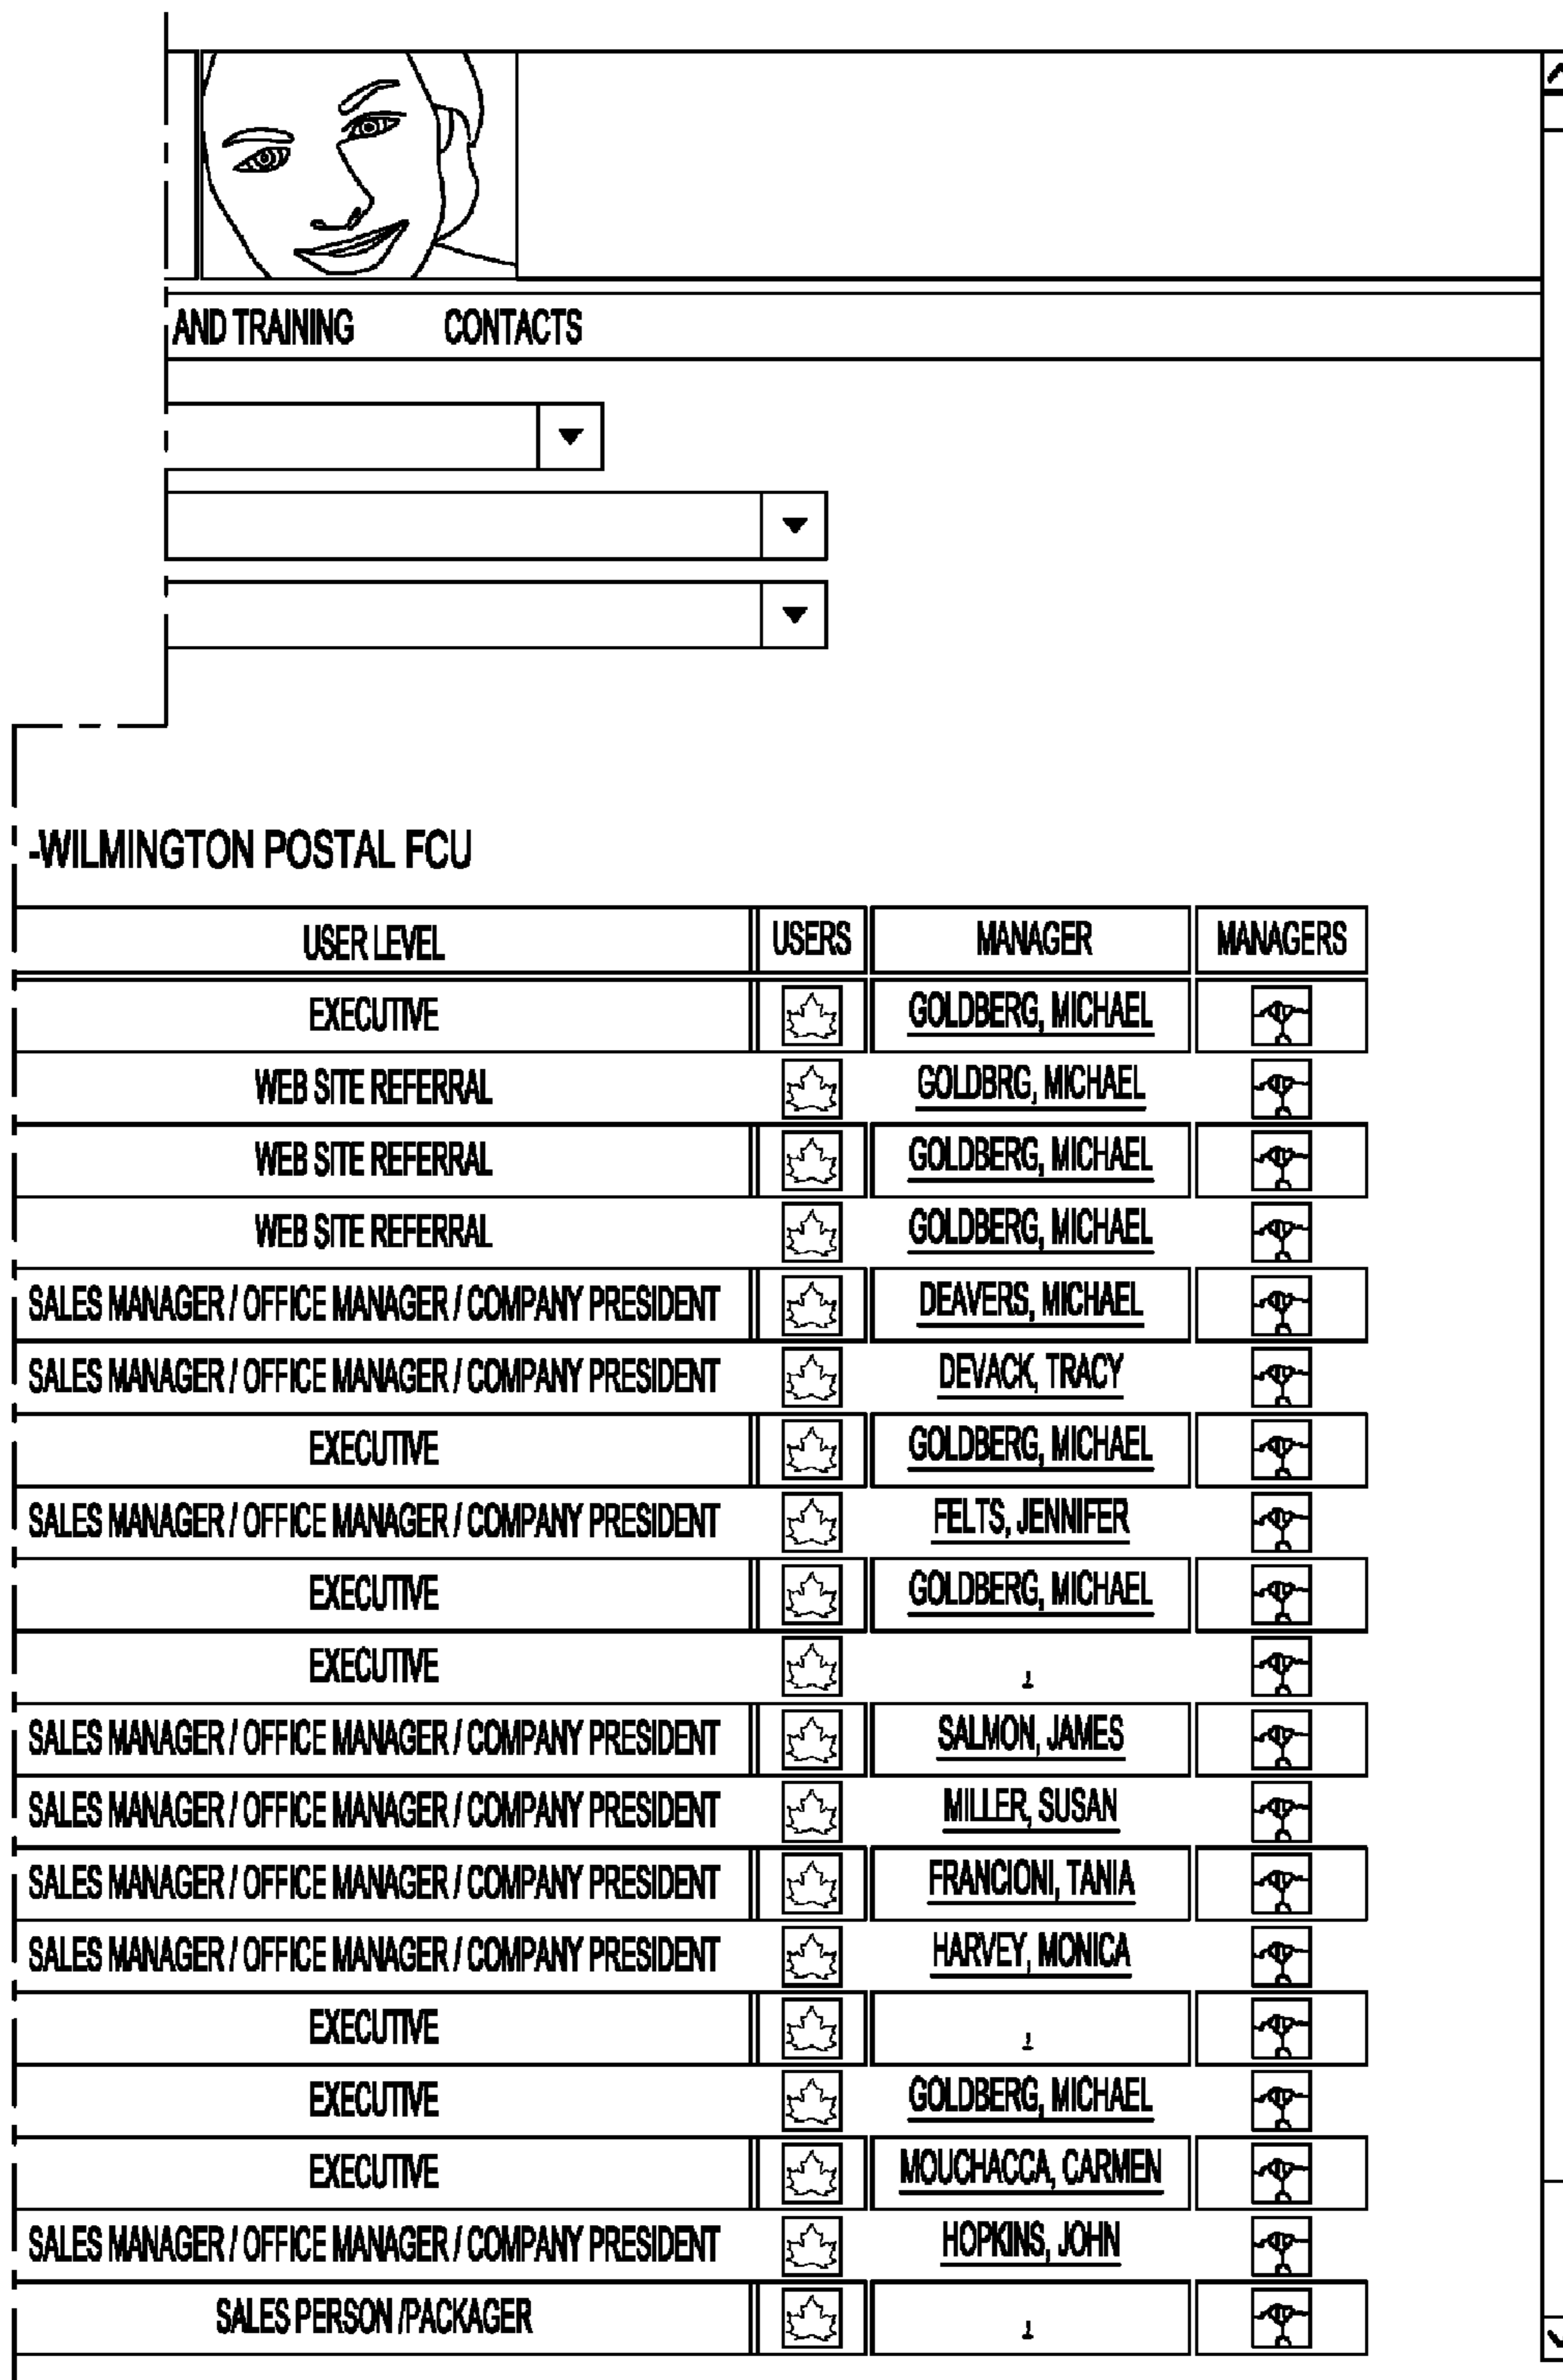 AND TRAINING CONTACTS
-WILMINGTON POSTAL FCU
USER LEVEL USERS MANAGER MANAGERS
EXECUTIVE GOLDBERG, MICHAEL
WEB SITE REFERRAL GOLDBRG, MICHAEL
WEB SITE REFERRAL GOLDBERG, MICHAEL
WEB SITE REFERRAL GOLDBERG, MICHAEL
SALES MANAGER / OFFICE MANAGER / COMPANY PRESIDENT DEAVERS, MICHAEL
SALES MANAGER / OFFICE MANAGER / COMPANY PRESIDENT DEVACK, TRACY
EXECUTIVE GOLDBERG, MICHAEL
SALES MANAGER / OFFICE MANAGER / COMPANY PRESIDENT FELTS, JENNIFER
EXECUTIVE GOLDBERG, MICHAEL
EXECUTIVE ,
SALES MANAGER / OFFICE MANAGER / COMPANY PRESIDENT SALMON, JAMES
SALES MANAGER / OFFICE MANAGER / COMPANY PRESIDENT MILLER, SUSAN
SALES MANAGER / OFFICE MANAGER / COMPANY PRESIDENT FRANCIONI, TANIA
SALES MANAGER / OFFICE MANAGER / COMPANY PRESIDENT HARVEY, MONICA
EXECUTIVE ,
EXECUTIVE GOLDBERG, MICHAEL
EXECUTIVE MOUCHACCA, CARMEN
SALES MANAGER / OFFICE MANAGER / COMPANY PRESIDENT HOPKINS, JOHN
SALES PERSON /PACKAGER ,